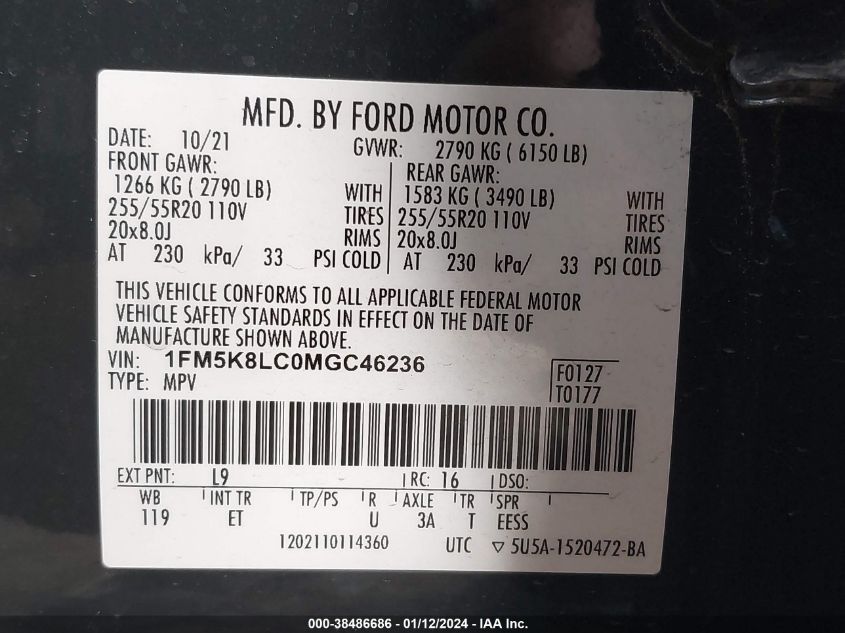 MFD. BY FORD MOTOR CO.
DATE: 10/21 GVWR: 2790 KG ( 6150 LB)
FRONT GAWR: REAR GAWR:
1266 KG ( 2790 LB) WITH 1583 KG ( 3490 LB) WITH
255/55R20 110V TIRES 255/55R20 110V TIRES
20x8.0J RIMS 20x8.0J RIMS
AT 230 kPa/ 33 PSI COLD AT 230 kPa/ 33 PSI COLD
THIS VEHICLE CONFORMS TO ALL APPLICABLE FEDERAL MOTOR
VEHICLE SAFETY STANDARDS IN EFFECT ON THE DATE OF
MANUFACTURE SHOWN ABOVE.
VIN: 1FM5K8LC0MGC46236
TYPE: MPV
F0127
T0177
EXT PNT: L9 RC: 16 DSO:
WB INT TR TP/PS R AXLE TR SPR
119 ET U 3A T EESS
1202110114360 UTC ▽ 5U5A-1520472-BA
000-38486686 - 01/12/2024 - IAA Inc.